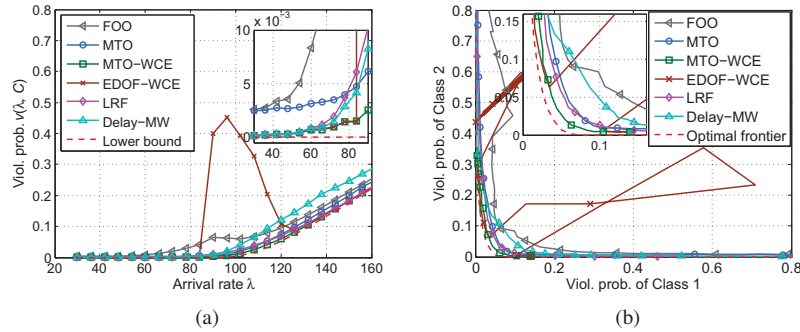 Viol. prob. v(λ, C)
0.8
0.7
0.6
0.5
0.4
0.3
0.2
0.1
0
FOO
MTO
MTO−WCE
EDOF−WCE
LRF
Delay−MW
Lower bound
10 x 10⁻³
5
0
40 60 80
20 40 60 80 100 120 140 160
Arrival rate λ
(a)
Viol. prob. of Class 2
0.8
0.7
0.6
0.5
0.4
0.3
0.2
0.1
0
0.15
0.1
0.05
0
0 0.1
FOO
MTO
MTO−WCE
EDOF−WCE
LRF
Delay−MW
Optimal frontier
0 0.2 0.4 0.6 0.8
Viol. prob. of Class 1
(b)